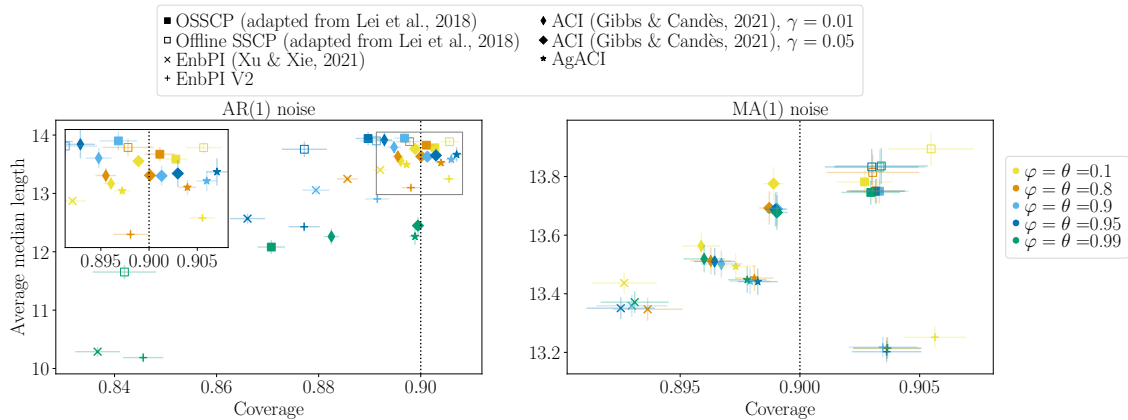 OSSCP (adapted from Lei et al., 2018)
Offline SSCP (adapted from Lei et al., 2018)
EnbPI (Xu & Xie, 2021)
EnbPI V2
ACI (Gibbs & Candès, 2021), γ = 0.01
ACI (Gibbs & Candès, 2021), γ = 0.05
AgACI
AR(1) noise
Average median length
14
13
12
11
10
0.895 0.900 0.905
0.84 0.86 0.88 0.90
Coverage
MA(1) noise
13.8
13.6
13.4
13.2
0.895 0.900 0.905
Coverage
φ = θ =0.1
φ = θ =0.8
φ = θ =0.9
φ = θ =0.95
φ = θ =0.99